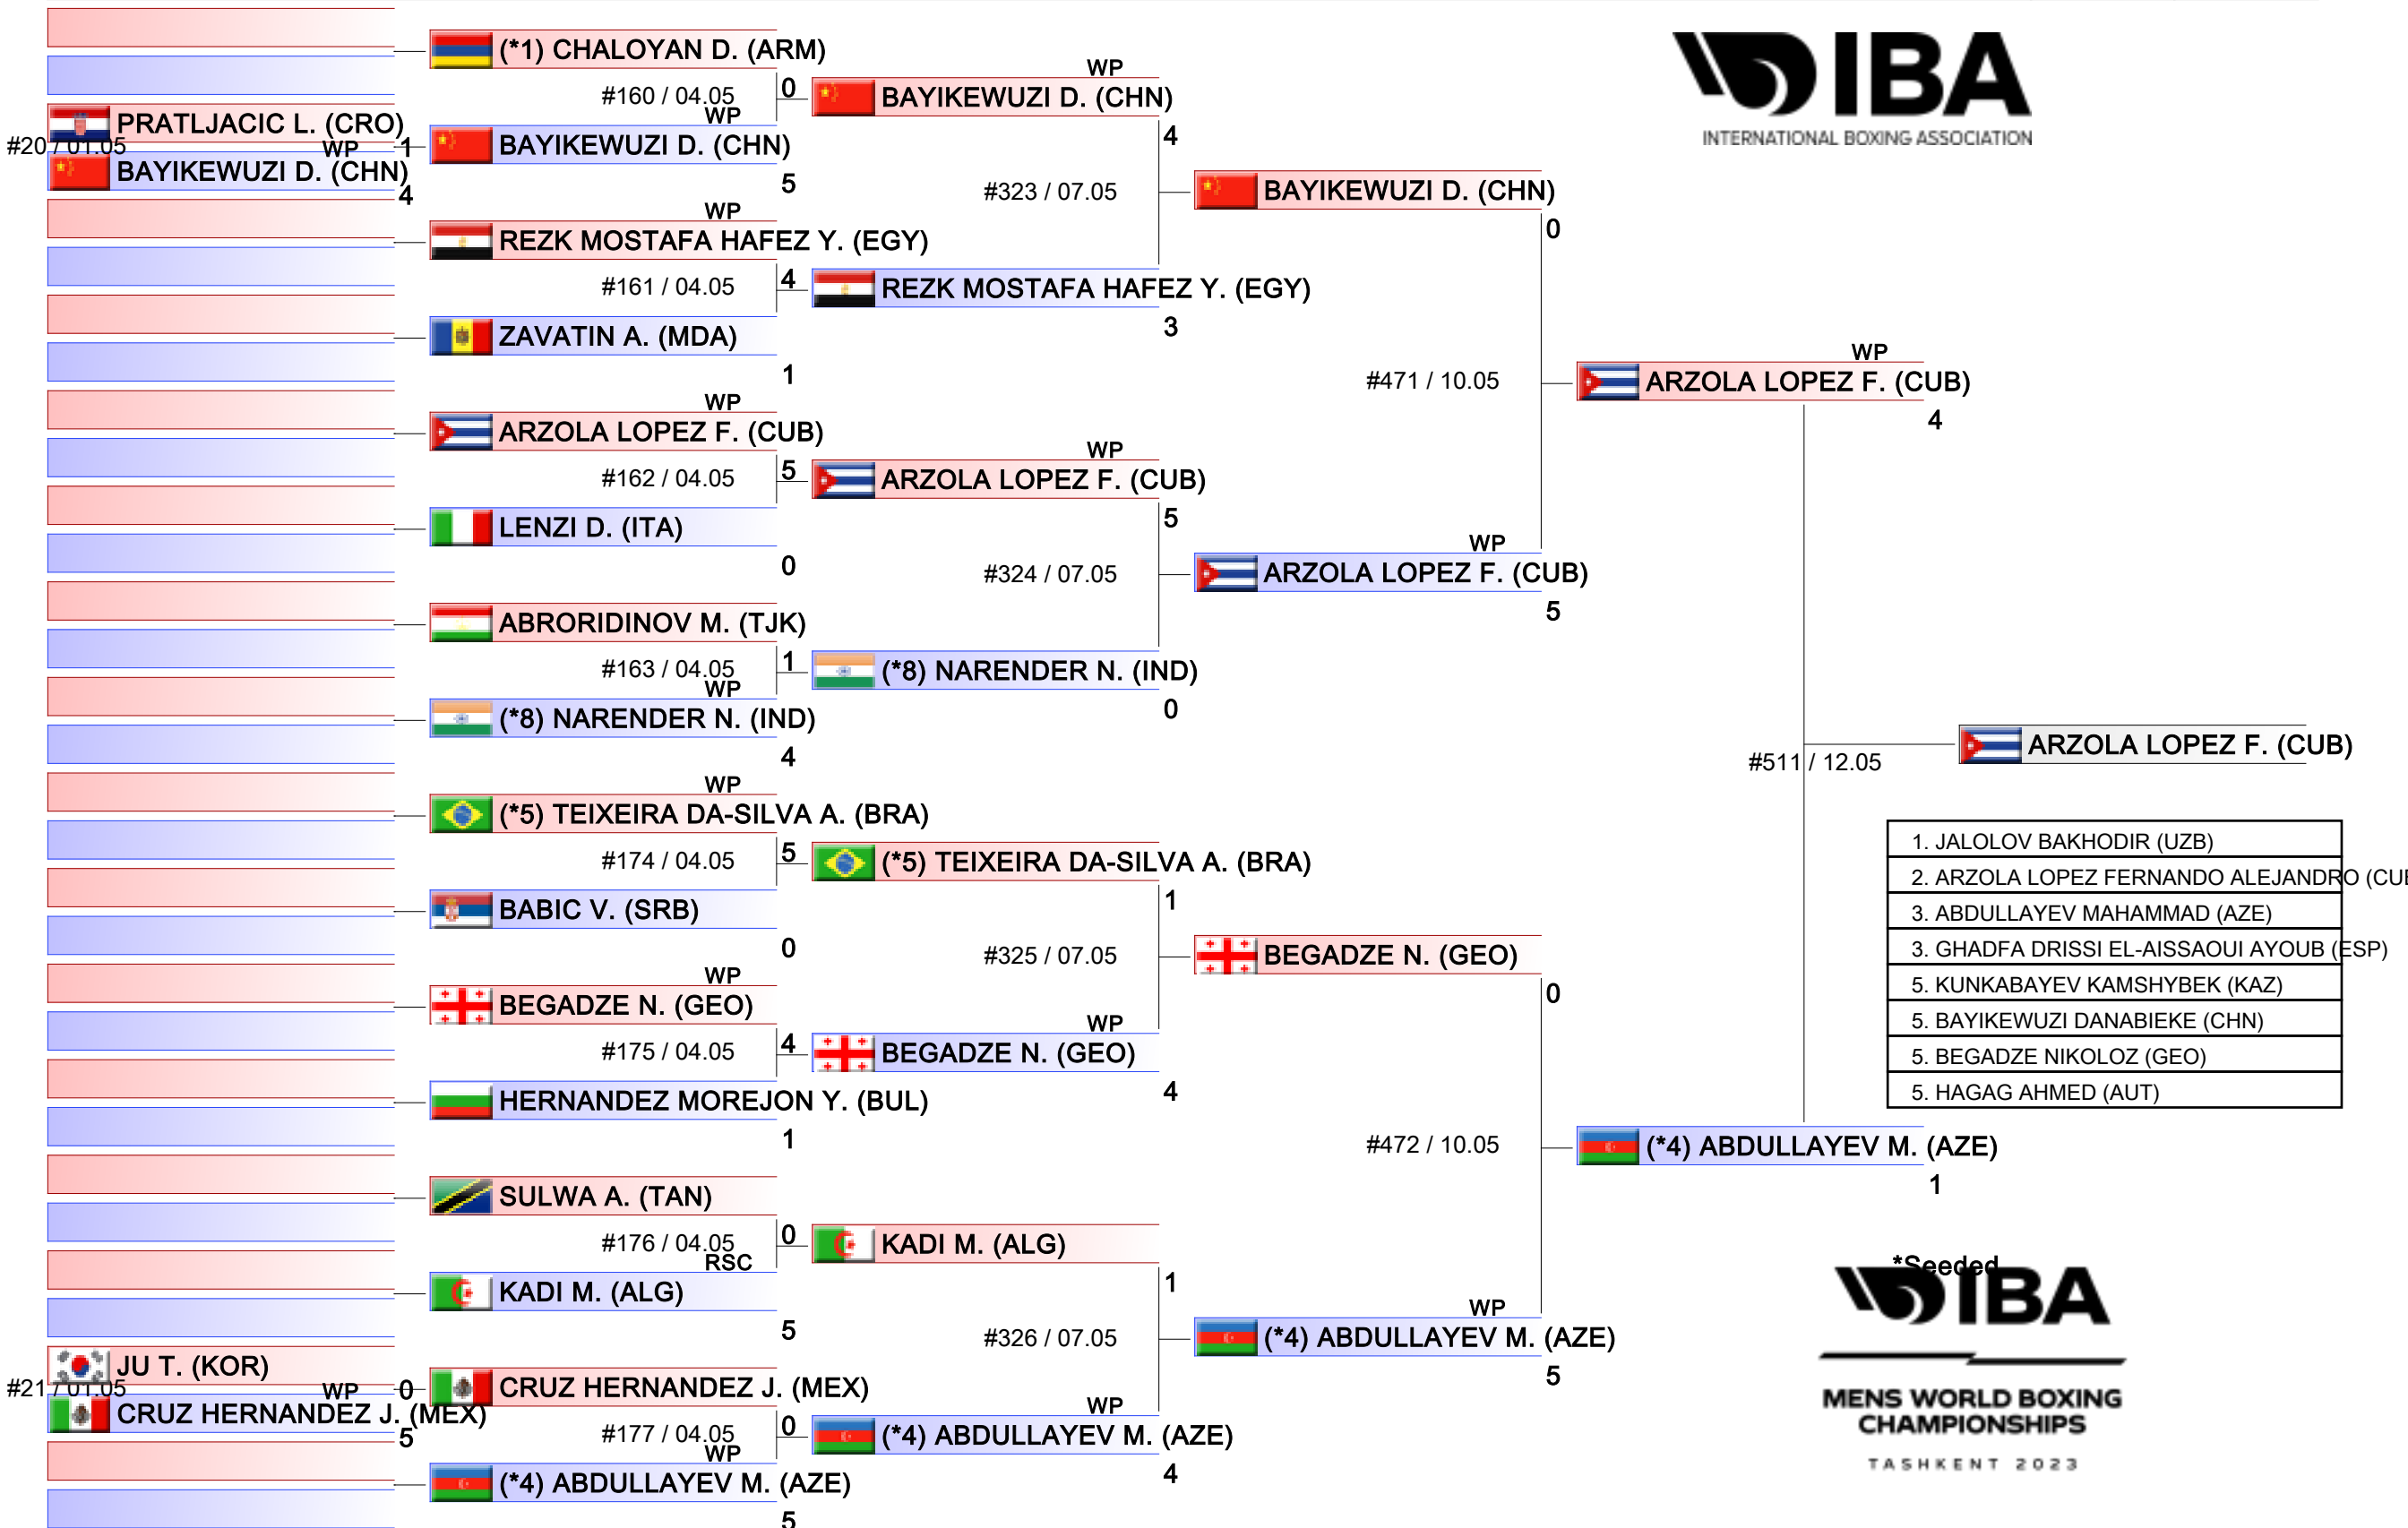 IBA
INTERNATIONAL BOXING ASSOCIATION
PRATLJACIC L. (CRO)
1
#20 / 01.05
WP
BAYIKEWUZI D. (CHN)
4
JU T. (KOR)
0
#21 / 01.05
WP
CRUZ HERNANDEZ J. (MEX)
5
(*1) CHALOYAN D. (ARM)
0
#160 / 04.05
WP
BAYIKEWUZI D. (CHN)
5
WP
REZK MOSTAFA HAFEZ Y. (EGY)
4
#161 / 04.05
ZAVATIN A. (MDA)
1
WP
ARZOLA LOPEZ F. (CUB)
5
#162 / 04.05
LENZI D. (ITA)
0
ABRORIDINOV M. (TJK)
1
#163 / 04.05
WP
(*8) NARENDER N. (IND)
4
WP
(*5) TEIXEIRA DA-SILVA A. (BRA)
5
#174 / 04.05
BABIC V. (SRB)
0
WP
BEGADZE N. (GEO)
4
#175 / 04.05
HERNANDEZ MOREJON Y. (BUL)
1
SULWA A. (TAN)
0
#176 / 04.05
RSC
KADI M. (ALG)
5
CRUZ HERNANDEZ J. (MEX)
0
#177 / 04.05
WP
(*4) ABDULLAYEV M. (AZE)
5
WP
BAYIKEWUZI D. (CHN)
4
#323 / 07.05
REZK MOSTAFA HAFEZ Y. (EGY)
3
WP
ARZOLA LOPEZ F. (CUB)
5
#324 / 07.05
(*8) NARENDER N. (IND)
0
(*5) TEIXEIRA DA-SILVA A. (BRA)
1
#325 / 07.05
WP
BEGADZE N. (GEO)
4
KADI M. (ALG)
1
#326 / 07.05
WP
(*4) ABDULLAYEV M. (AZE)
4
BAYIKEWUZI D. (CHN)
0
#471 / 10.05
WP
ARZOLA LOPEZ F. (CUB)
5
BEGADZE N. (GEO)
0
#472 / 10.05
WP
(*4) ABDULLAYEV M. (AZE)
5
WP
ARZOLA LOPEZ F. (CUB)
4
#511 / 12.05
(*4) ABDULLAYEV M. (AZE)
1
ARZOLA LOPEZ F. (CUB)
1. JALOLOV BAKHODIR (UZB)
2. ARZOLA LOPEZ FERNANDO ALEJANDRO (CU
3. ABDULLAYEV MAHAMMAD (AZE)
3. GHADFA DRISSI EL-AISSAOUI AYOUB (ESP)
5. KUNKABAYEV KAMSHYBEK (KAZ)
5. BAYIKEWUZI DANABIEKE (CHN)
5. BEGADZE NIKOLOZ (GEO)
5. HAGAG AHMED (AUT)
*Seeded
IBA
MENS WORLD BOXING
CHAMPIONSHIPS
TASHKENT 2023